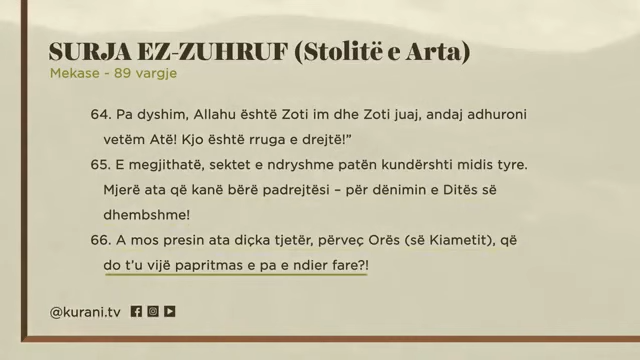 SURJA EZ-ZUHRUF (Stolitë e Arta)
Mekase - 89 vargje
64. Pa dyshim, Allahu është Zoti im dhe Zoti juaj, andaj adhuroni
vetëm Atë! Kjo është rruga e drejtë!”
65. E megjithatë, sektet e ndryshme patën kundërshti midis tyre.
Mjerë ata që kanë bërë padrejtësi – për dënimin e Ditës së
dhembshme!
66. A mos presin ata diçka tjetër, përveç Orës (së Kiametit), që
do t’u vijë papritmas e pa e ndier fare?!
@kurani.tv